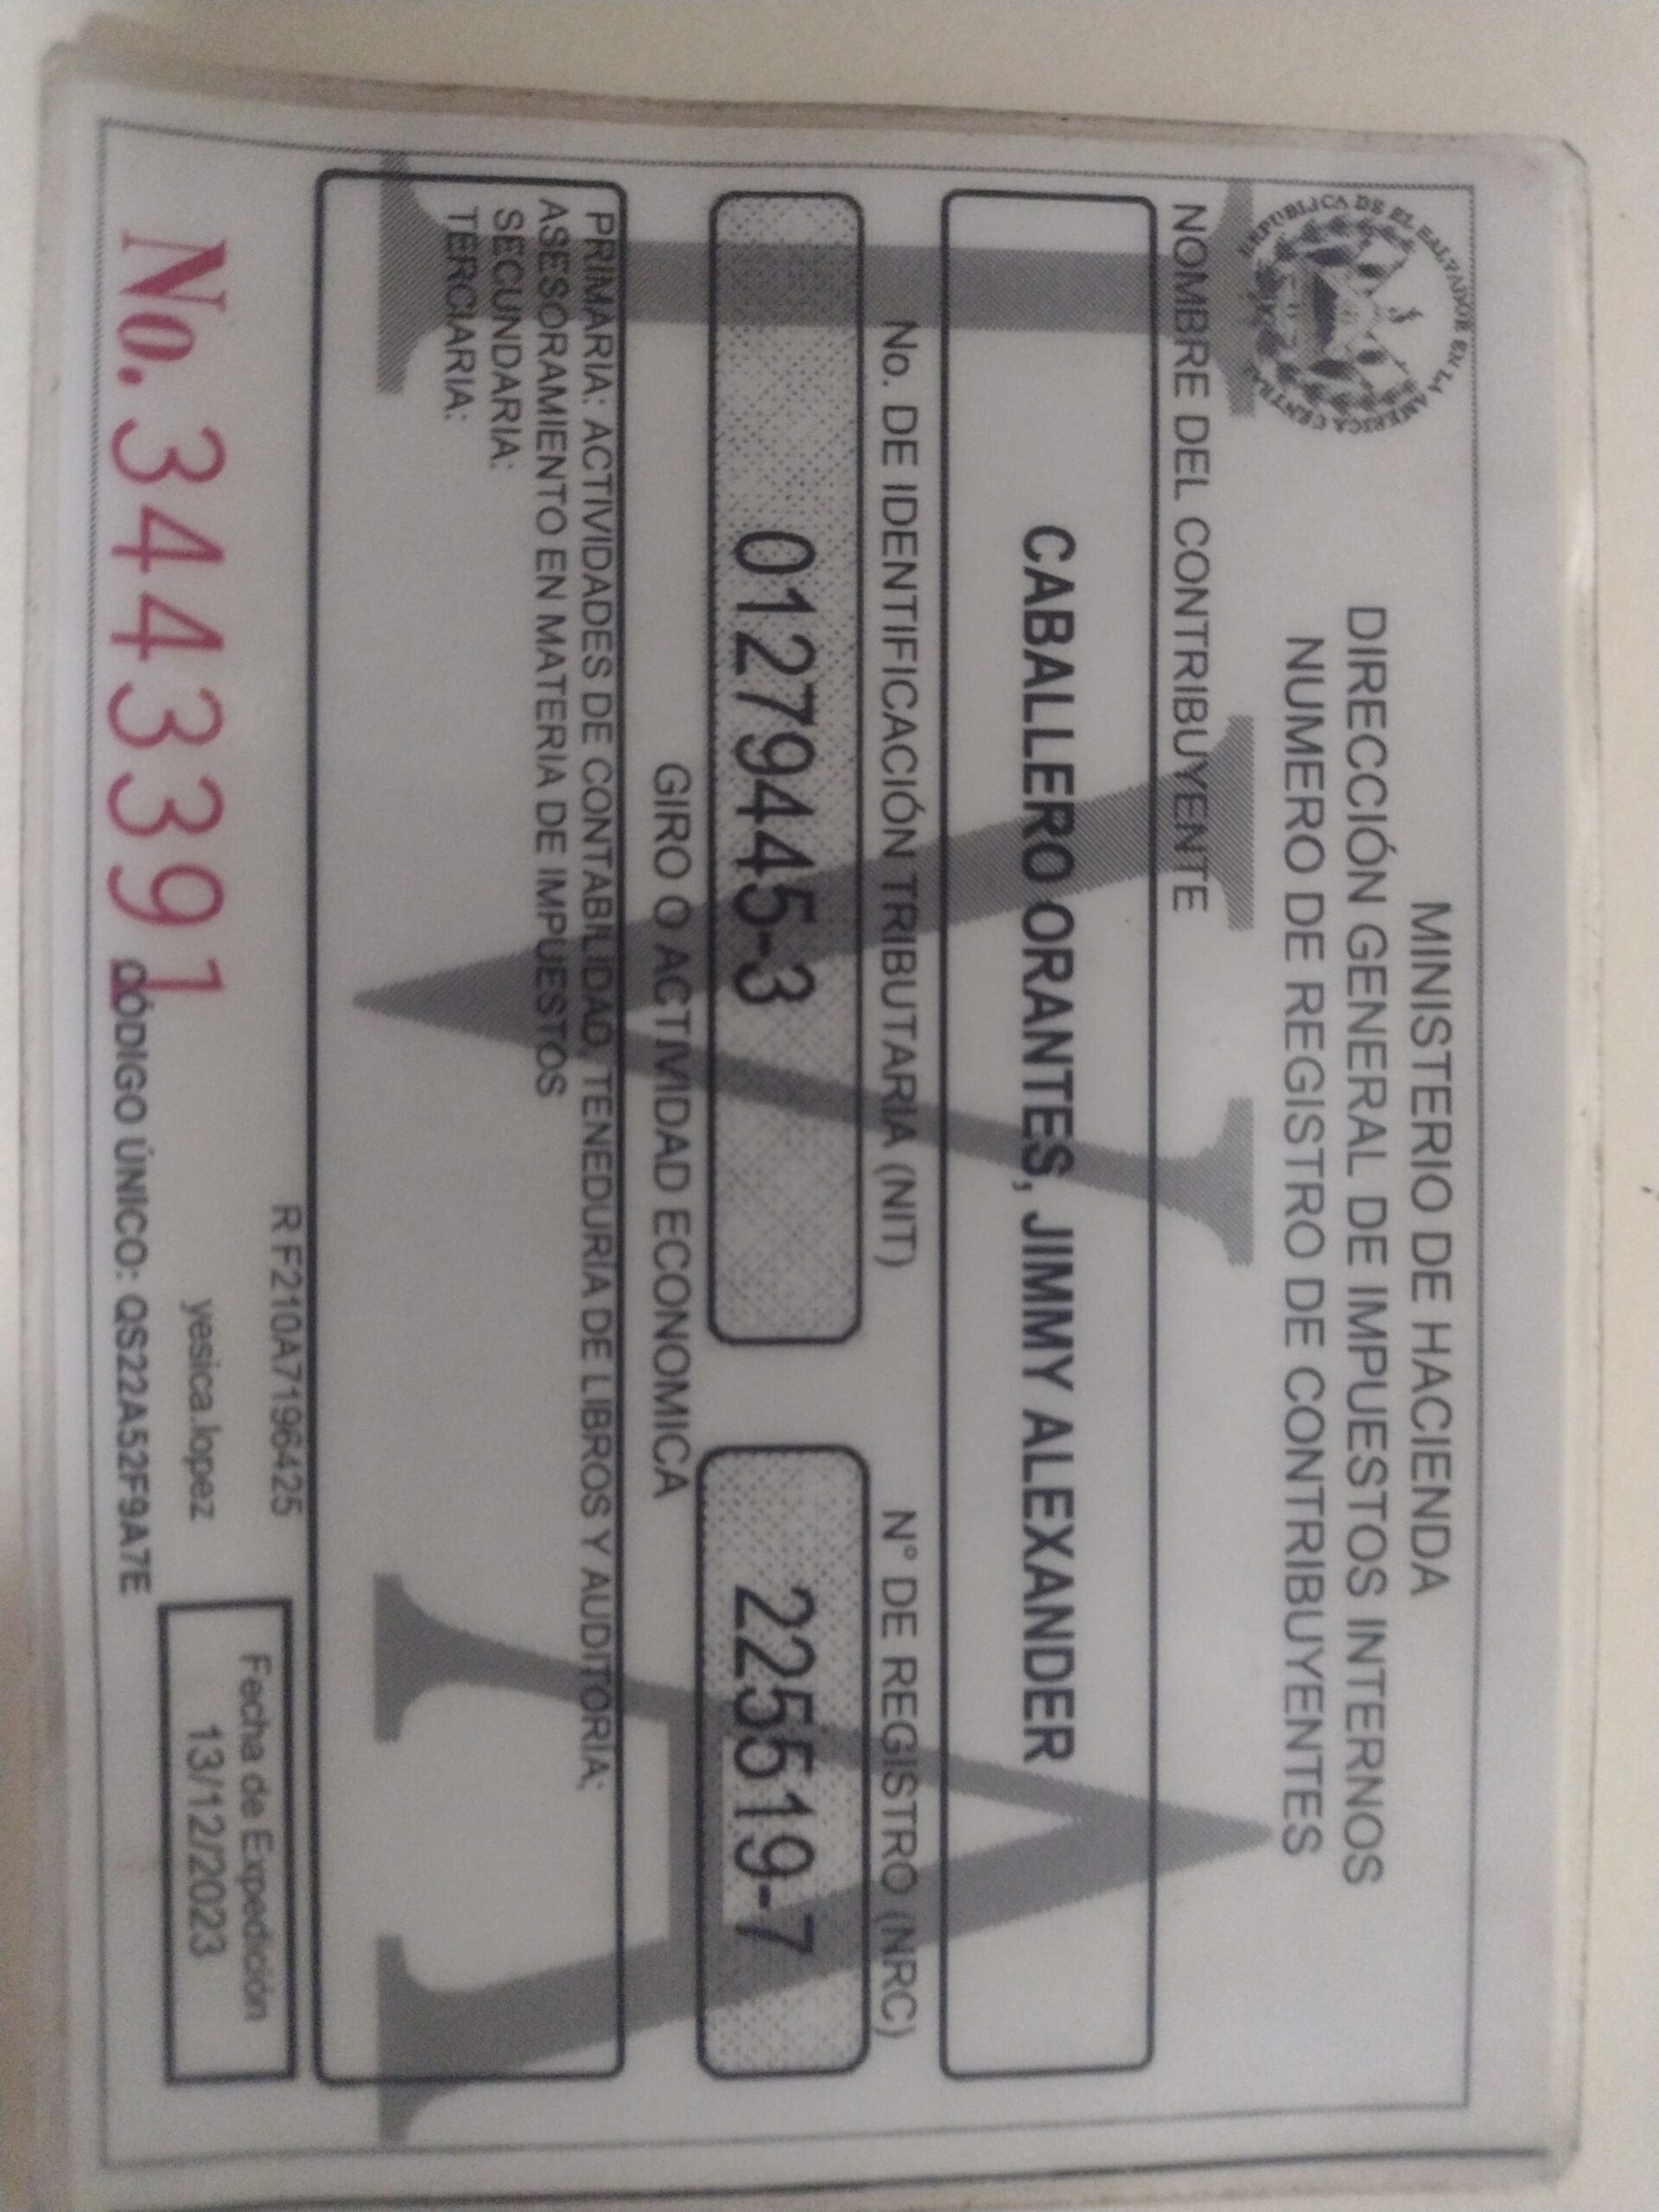 REPUBLICA DE EL SALVADOR EN LA AMERICA CENTRAL
MINISTERIO DE HACIENDA
DIRECCIÓN GENERAL DE IMPUESTOS INTERNOS
NUMERO DE REGISTRO DE CONTRIBUYENTES
NOMBRE DEL CONTRIBUYENTE
CABALLERO ORANTES, JIMMY ALEXANDER
No. DE IDENTIFICACIÓN TRIBUTARIA (NIT)
N° DE REGISTRO (NRC)
01279445-3
225519-7
GIRO O ACTIVIDAD ECONOMICA
PRIMARIA: ACTIVIDADES DE CONTABILIDAD, TENEDURIA DE LIBROS Y AUDITORIA;
ASESORAMIENTO EN MATERIA DE IMPUESTOS
SECUNDARIA:
TERCIARIA:
IVA
R F210A7196425
yesica.lopez
Fecha de Expedición
13/12/2023
No. 3443391
CÓDIGO ÚNICO: QS22A52F9A7E